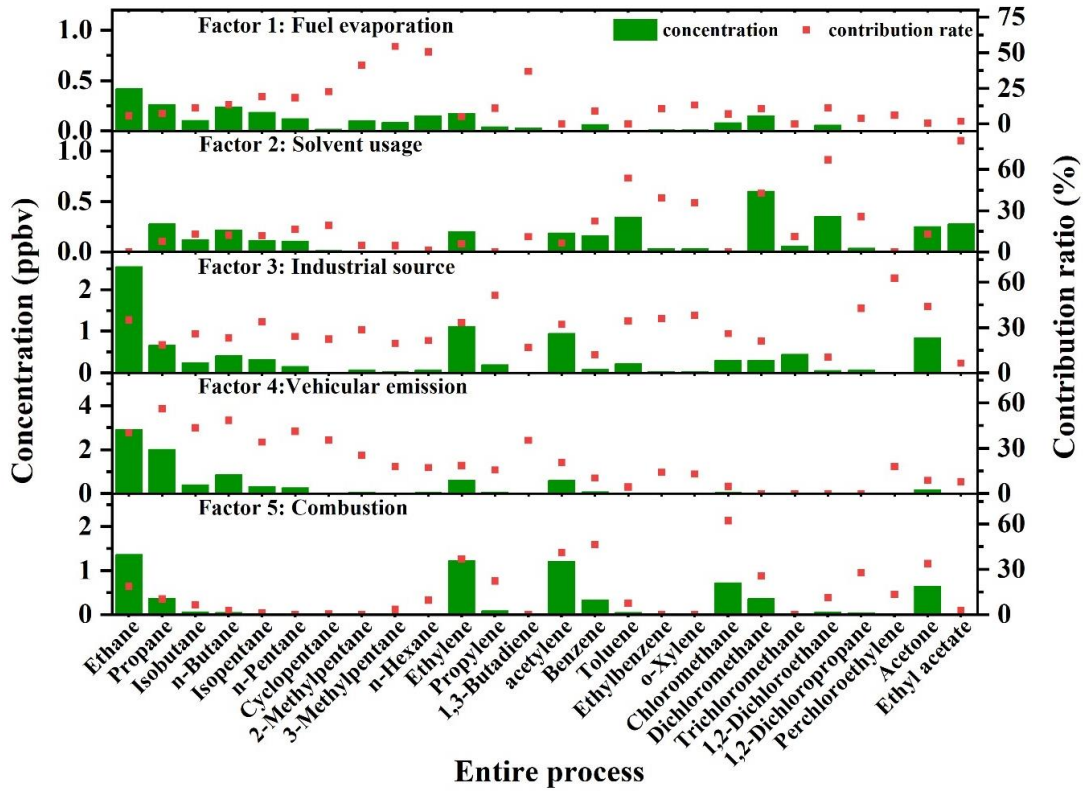 Factor 1: Fuel evaporation
concentration
contribution rate
1.0
0.5
0.0
75
50
25
0
Factor 2: Solvent usage
1.0
0.5
0.0
60
30
0
Factor 3: Industrial source
2
1
0
60
30
0
Factor 4:Vehicular emission
4
2
0
60
30
0
Factor 5: Combustion
2
1
0
60
30
0
Concentration (ppbv)
Contribution ratio (%)
Ethane
Propane
Isobutane
n-Butane
Isopentane
n-Pentane
Cyclopentane
2-Methylpentane
3-Methylpentane
n-Hexane
Ethylene
Propylene
1,3-Butadiene
acetylene
Benzene
Toluene
Ethylbenzene
o-Xylene
Chloromethane
Dichloromethane
Trichloromethane
1,2-Dichloroethane
1,2-Dichloropropane
Perchloroethylene
Acetone
Ethyl acetate
Entire process